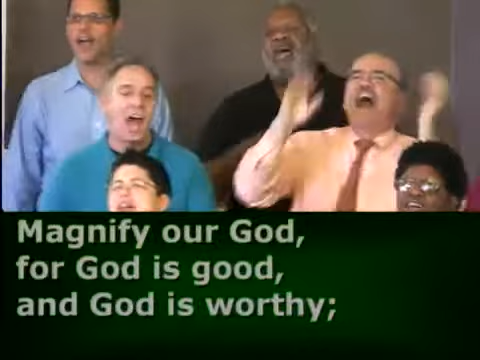 Magnify our God,
for God is good,
and God is worthy;